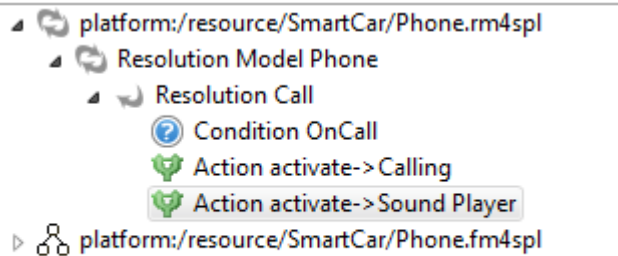 platform:/resource/SmartCar/Phone.rm4spl
Resolution Model Phone
Resolution Call
Condition OnCall
Action activate->Calling
Action activate->Sound Player
platform:/resource/SmartCar/Phone.fm4spl